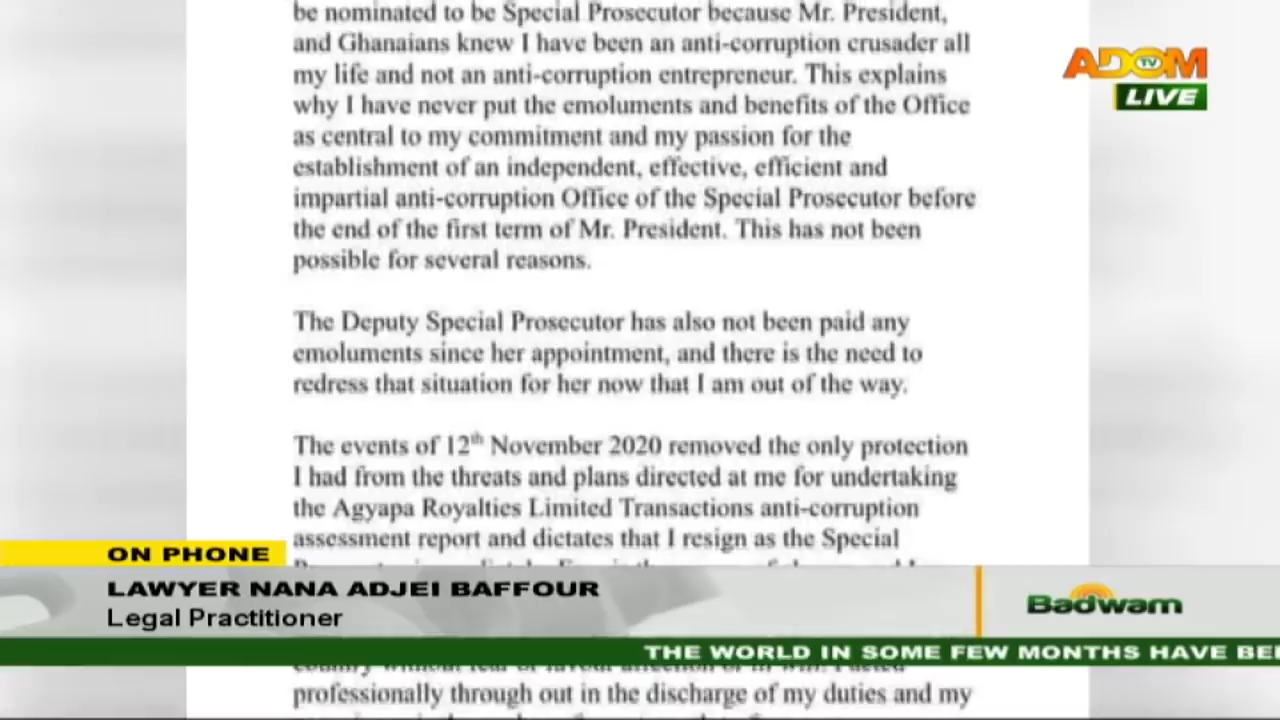 be nominated to be Special Prosecutor because Mr. President,
and Ghanaians knew I have been an anti-corruption crusader all
my life and not an anti-corruption entrepreneur. This explains
why I have never put the emoluments and benefits of the Office
as central to my commitment and my passion for the
establishment of an independent, effective, efficient and
impartial anti-corruption Office of the Special Prosecutor before
the end of the first term of Mr. President. This has not been
possible for several reasons.
The Deputy Special Prosecutor has also not been paid any
emoluments since her appointment, and there is the need to
redress that situation for her now that I am out of the way.
The events of 12th November 2020 removed the only protection
I had from the threats and plans directed at me for undertaking
the Agyapa Royalties Limited Transactions anti-corruption
assessment report and dictates that I resign as the Special
professionally through out in the discharge of my duties and my
ADOM TV
LIVE
ON PHONE
LAWYER NANA ADJEI BAFFOUR
Legal Practitioner
Badwam
THE WORLD IN SOME FEW MONTHS HAVE